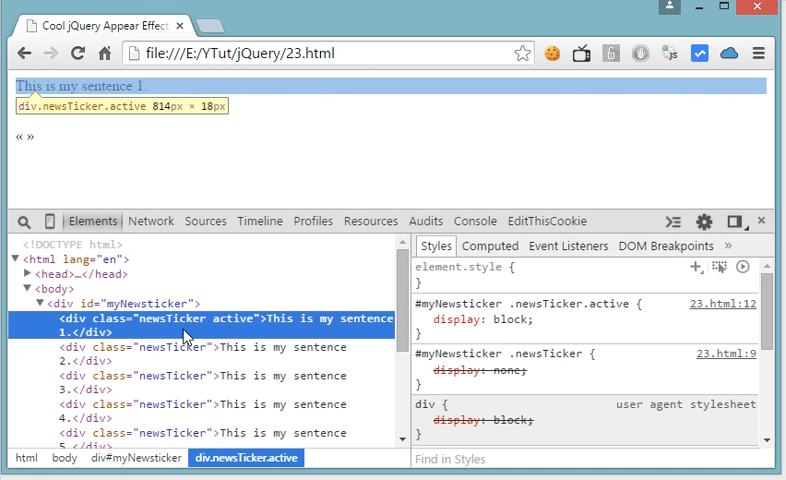 Cool jQuery Appear Effect
file:///E:/YTut/jQuery/23.html
This is my sentence 1.
div.newsTicker.active 814px × 18px
« »
Elements Network Sources Timeline Profiles Resources Audits Console EditThisCookie
<!DOCTYPE html>
<html lang="en">
<head>…</head>
<body>
<div id="myNewsticker">
<div class="newsTicker active">This is my sentence
1.</div>
<div class="newsTicker">This is my sentence
2.</div>
<div class="newsTicker">This is my sentence
3.</div>
<div class="newsTicker">This is my sentence
4.</div>
<div class="newsTicker">This is my sentence
5.</div>
html body div#myNewsticker div.newsTicker.active
Styles Computed Event Listeners DOM Breakpoints »
element.style {
}
#myNewsticker .newsTicker.active { 23.html:12
display: block;
}
#myNewsticker .newsTicker { 23.html:9
display: none;
}
div { user agent stylesheet
display: block;
}
Find in Styles